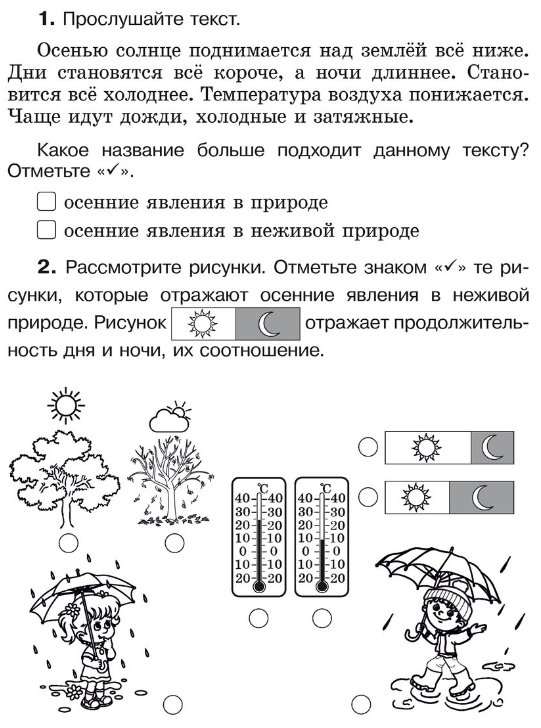 1. Прослушайте текст.
Осенью солнце поднимается над землёй всё ниже.
Дни становятся всё короче, а ночи длиннее. Стано-
вится всё холоднее. Температура воздуха понижается.
Чаще идут дожди, холодные и затяжные.
Какое название больше подходит данному тексту?
Отметьте «✓».
осенние явления в природе
осенние явления в неживой природе
2. Рассмотрите рисунки. Отметьте знаком «✓» те ри-
сунки, которые отражают осенние явления в неживой
природе. Рисунок отражает продолжитель-
ность дня и ночи, их соотношение.
°C °C
40 40 40 40
30 30 30 30
20 20 20 20
10 10 10 10
0 0 0 0
10 10 10 10
20 20 20 20